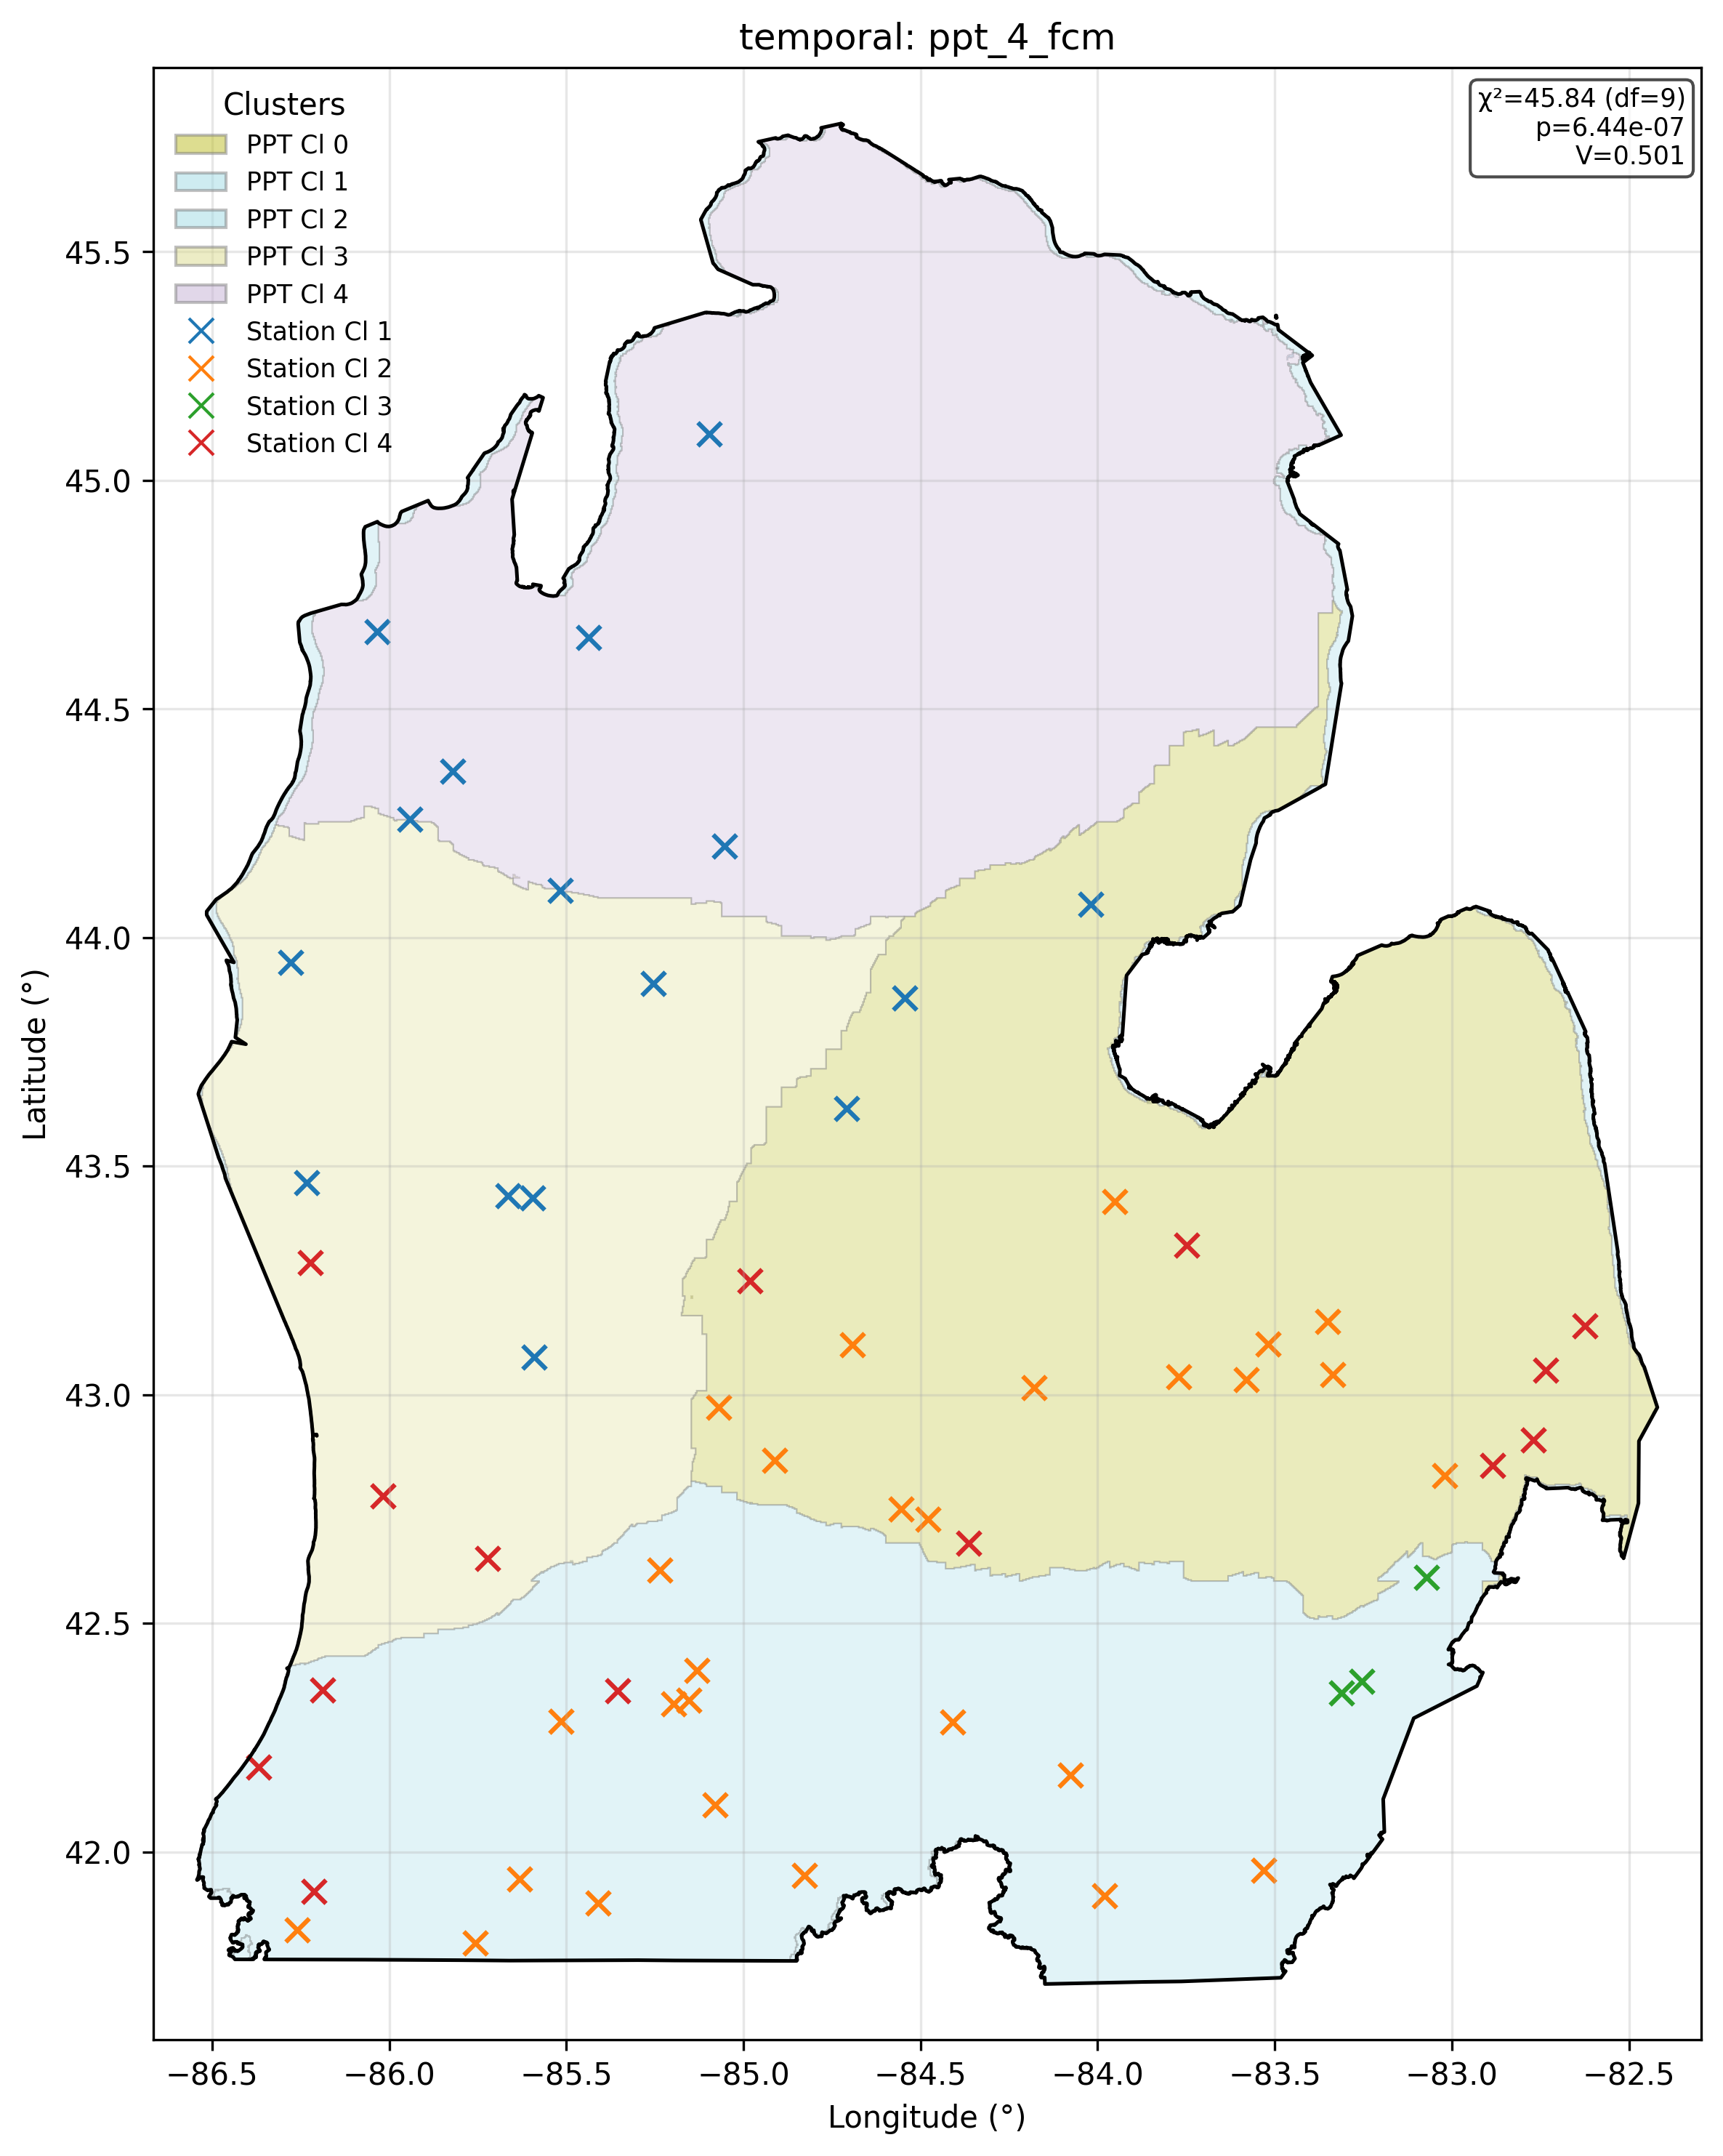 temporal: ppt_4_fcm
Clusters
PPT Cl 0
PPT Cl 1
PPT Cl 2
PPT Cl 3
PPT Cl 4
Station Cl 1
Station Cl 2
Station Cl 3
Station Cl 4
χ²=45.84 (df=9)
p=6.44e-07
V=0.501
Latitude (°)
45.5
45.0
44.5
44.0
43.5
43.0
42.5
42.0
−86.5 −86.0 −85.5 −85.0 −84.5 −84.0 −83.5 −83.0 −82.5
Longitude (°)